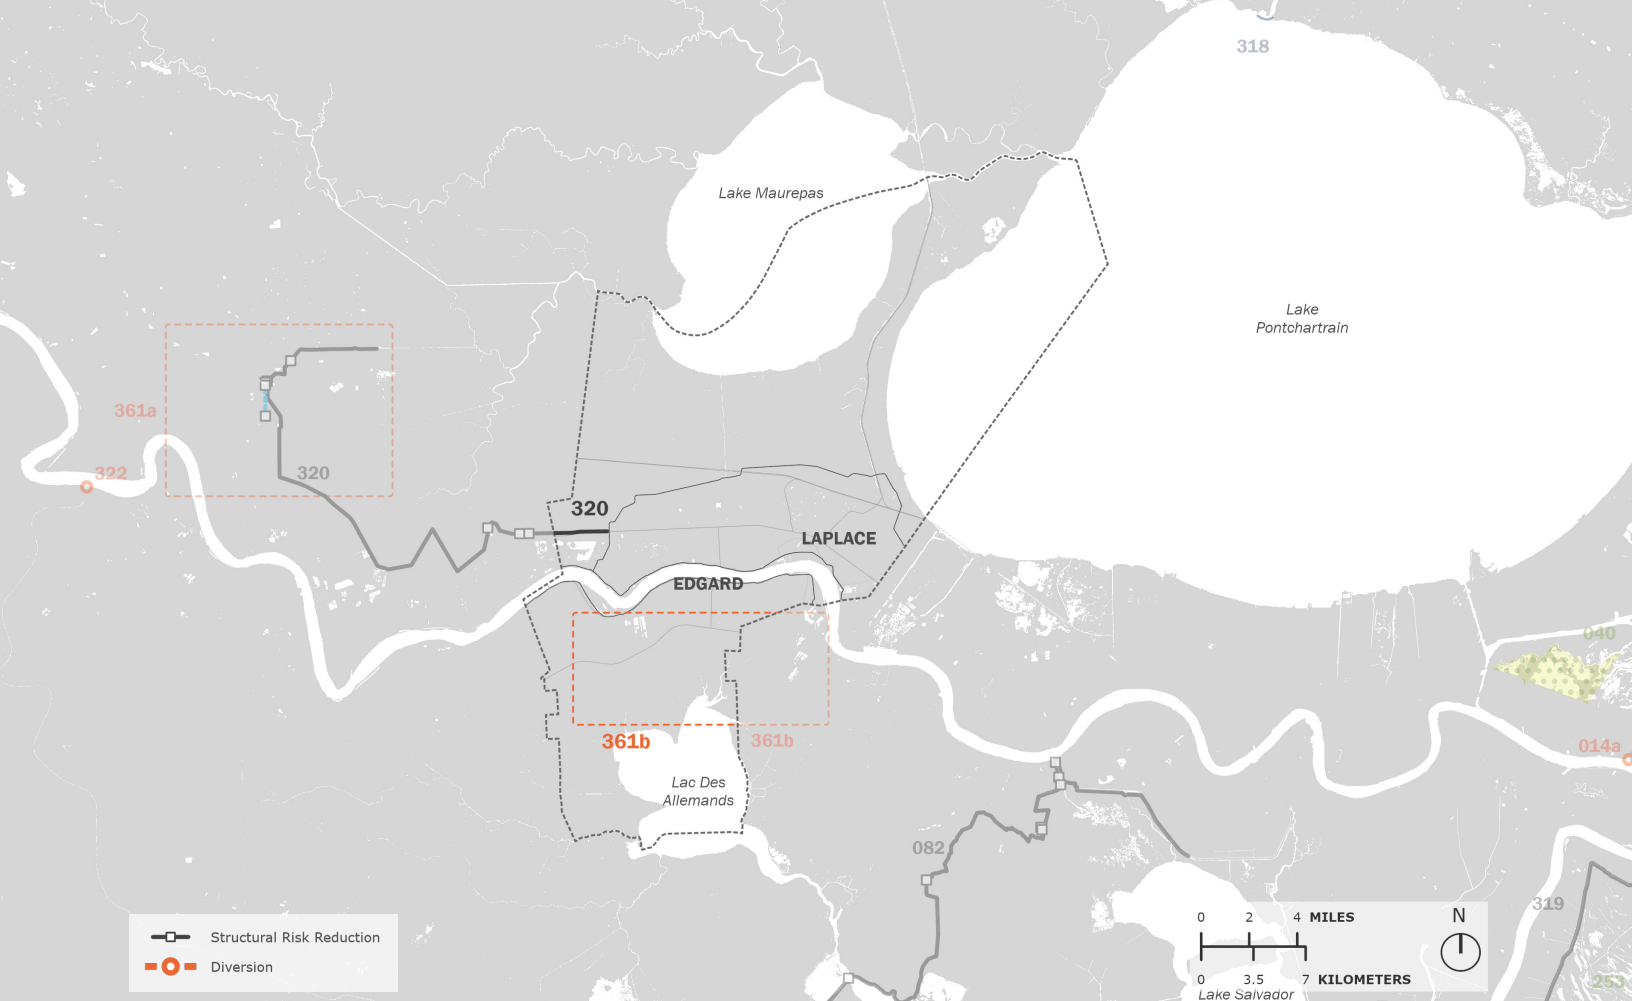 318
Lake Maurepas
Lake
Pontchartrain
361a
322
320
320
LAPLACE
EDGARD
040
361b
361b
014a
Lac Des
Allemands
082
319
253
Structural Risk Reduction
Diversion
0 2 4 MILES
0 3.5 7 KILOMETERS
N
Lake Salvador